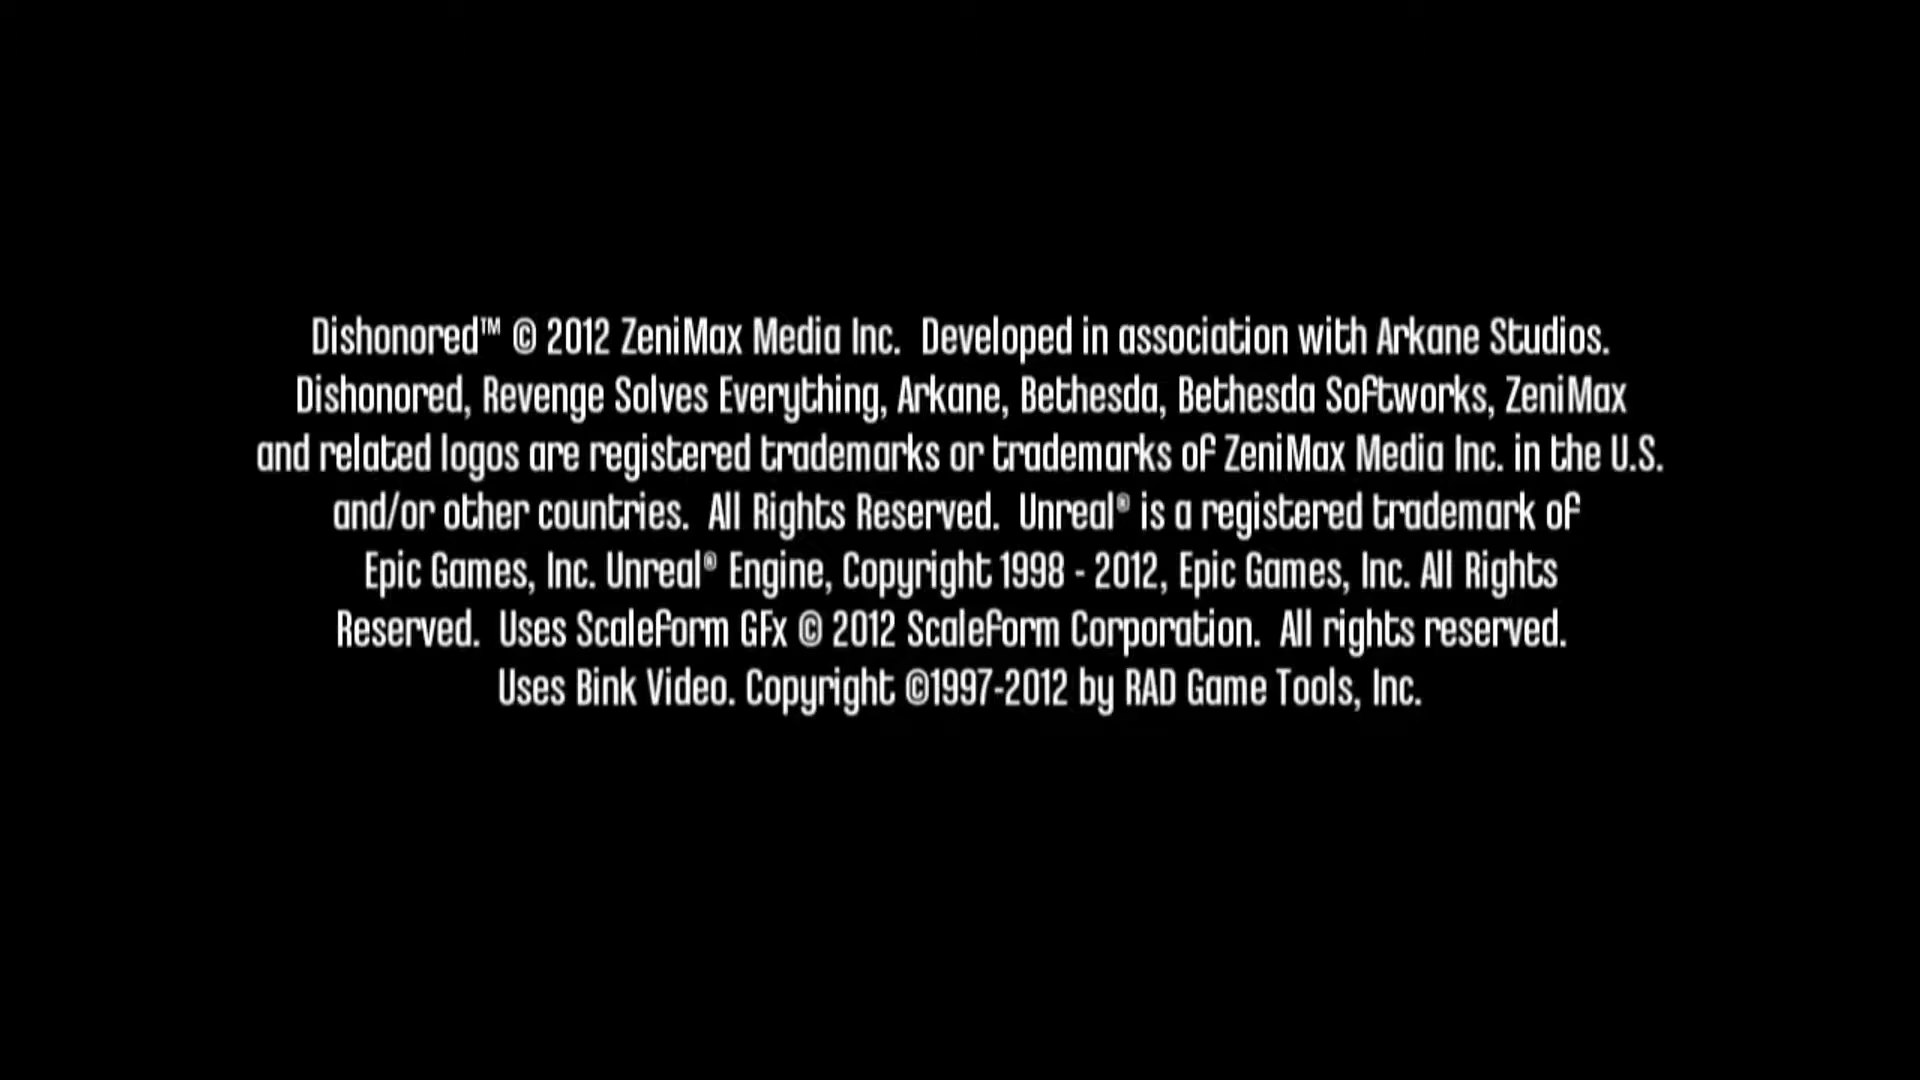 Dishonored™ © 2012 ZeniMax Media Inc.  Developed in association with Arkane Studios.
Dishonored, Revenge Solves Everything, Arkane, Bethesda, Bethesda Softworks, ZeniMax
and related logos are registered trademarks or trademarks of ZeniMax Media Inc. in the U.S.
and/or other countries.  All Rights Reserved.  Unreal® is a registered trademark of
Epic Games, Inc. Unreal® Engine, Copyright 1998 - 2012, Epic Games, Inc. All Rights
Reserved.  Uses Scaleform GFx © 2012 Scaleform Corporation.  All rights reserved.
Uses Bink Video. Copyright ©1997-2012 by RAD Game Tools, Inc.